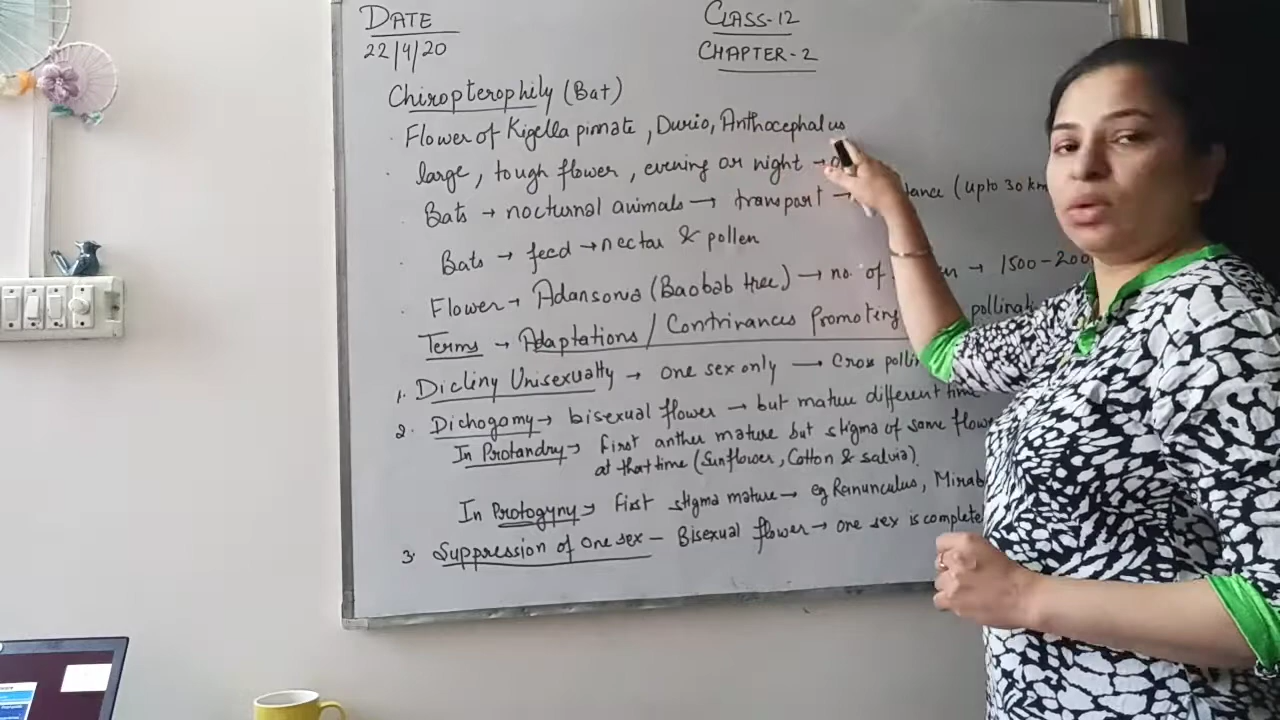 DATE
22/4/20
CLASS-12
CHAPTER-2
Chiropterophily (Bat)
· Flower of Kigella pinnate, Durio, Anthocephalus
· large, tough flower, evening or night →
· Bats → nocturnal animals → transport → (upto 30 km
· Bats → feed → nectar & pollen
· Flower → Adansonia (Baobab tree) → no. of → 1500-200
Terms → Adaptations / Contrivances Promoting pollinati
1. Dicliny Unisexually → one sex only → Cross pollin
2. Dichogamy → bisexual flower → but mature different time
In Protandry → First anther mature but stigma of same flowe
at that time (Sunflower, Cotton & salvia).
In Protogyny → First stigma mature → eg Ranunculus, Mirab
3. Suppression of one sex – Bisexual flower → one sex is complete